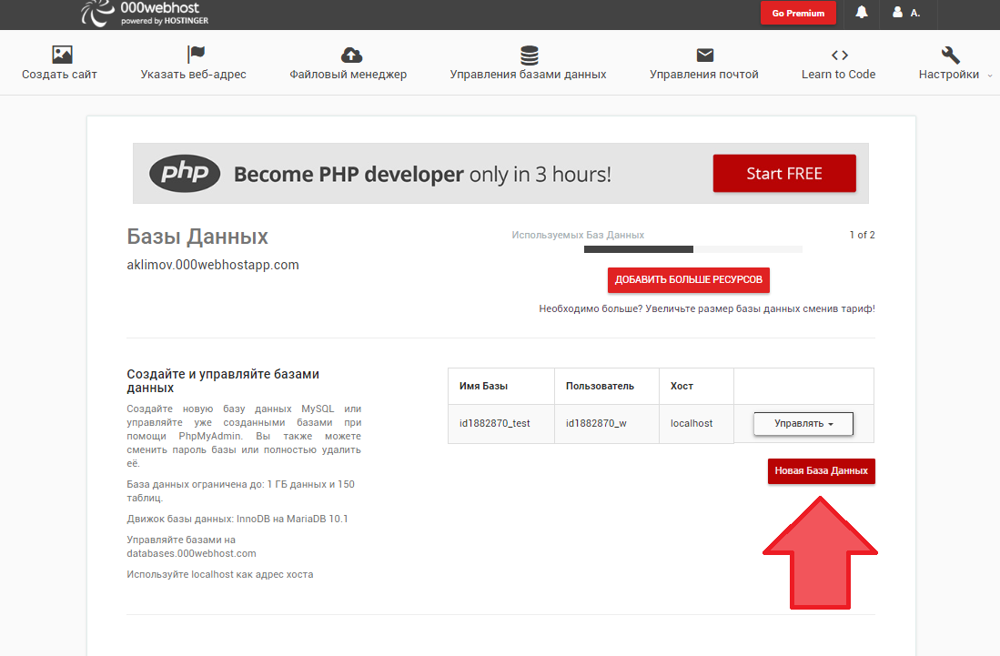 000webhost
powered by HOSTINGER
Go Premium
A.
Создать сайт
Указать веб-адрес
Файловый менеджер
Управления базами данных
Управления почтой
Learn to Code
Настройки
php
Become PHP developer only in 3 hours!
Start FREE
Базы Данных
aklimov.000webhostapp.com
Используемых Баз Данных
1 of 2
ДОБАВИТЬ БОЛЬШЕ РЕСУРСОВ
Необходимо больше? Увеличьте размер базы данных сменив тариф!
Создайте и управляйте базами
данных
Создайте новую базу данных MySQL или
управляйте уже созданными базами при
помощи PhpMyAdmin. Вы также можете
сменить пароль базы или полностью удалить
её.
База данных ограничена до: 1 ГБ данных и 150
таблиц.
Движок базы данных: InnoDB на MariaDB 10.1
Управляйте базами на
databases.000webhost.com
Используйте localhost как адрес хоста
Имя Базы
Пользователь
Хост
id1882870_test
id1882870_w
localhost
Управлять
Новая База Данных